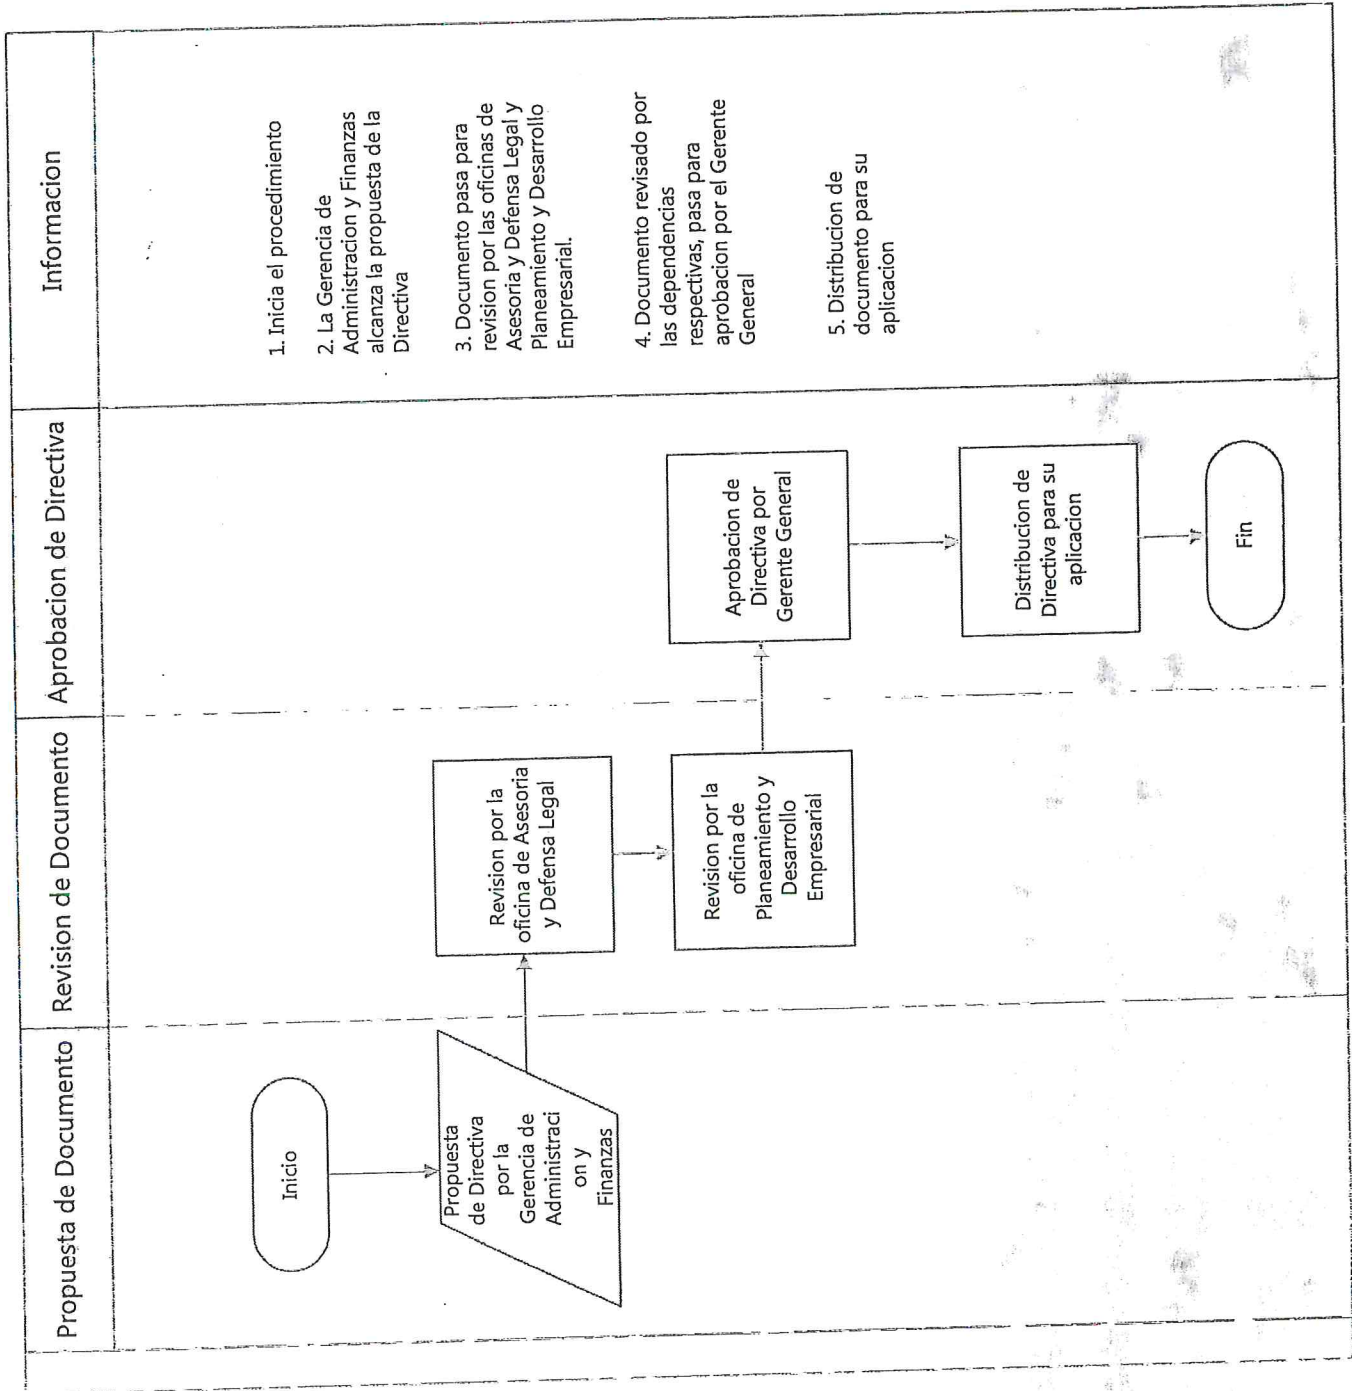 Propuesta de Documento
Revision de Documento
Aprobacion de Directiva
Informacion
Inicio
Propuesta
de Directiva
por la
Gerencia de
Administraci
on y
Finanzas
Revision por la
oficina de Asesoria
y Defensa Legal
Revision por la
oficina de
Planeamiento y
Desarrollo
Empresarial
Aprobacion de
Directiva por
Gerente General
Distribucion de
Directiva para su
aplicacion
Fin
1. Inicia el procedimiento
2. La Gerencia de
Administracion y Finanzas
alcanza la propuesta de la
Directiva
3. Documento pasa para
revision por las oficinas de
Asesoria y Defensa Legal y
Planeamiento y Desarrollo
Empresarial.
4. Documento revisado por
las dependencias
respectivas, pasa para
aprobacion por el Gerente
General
5. Distribucion de
documento para su
aplicacion